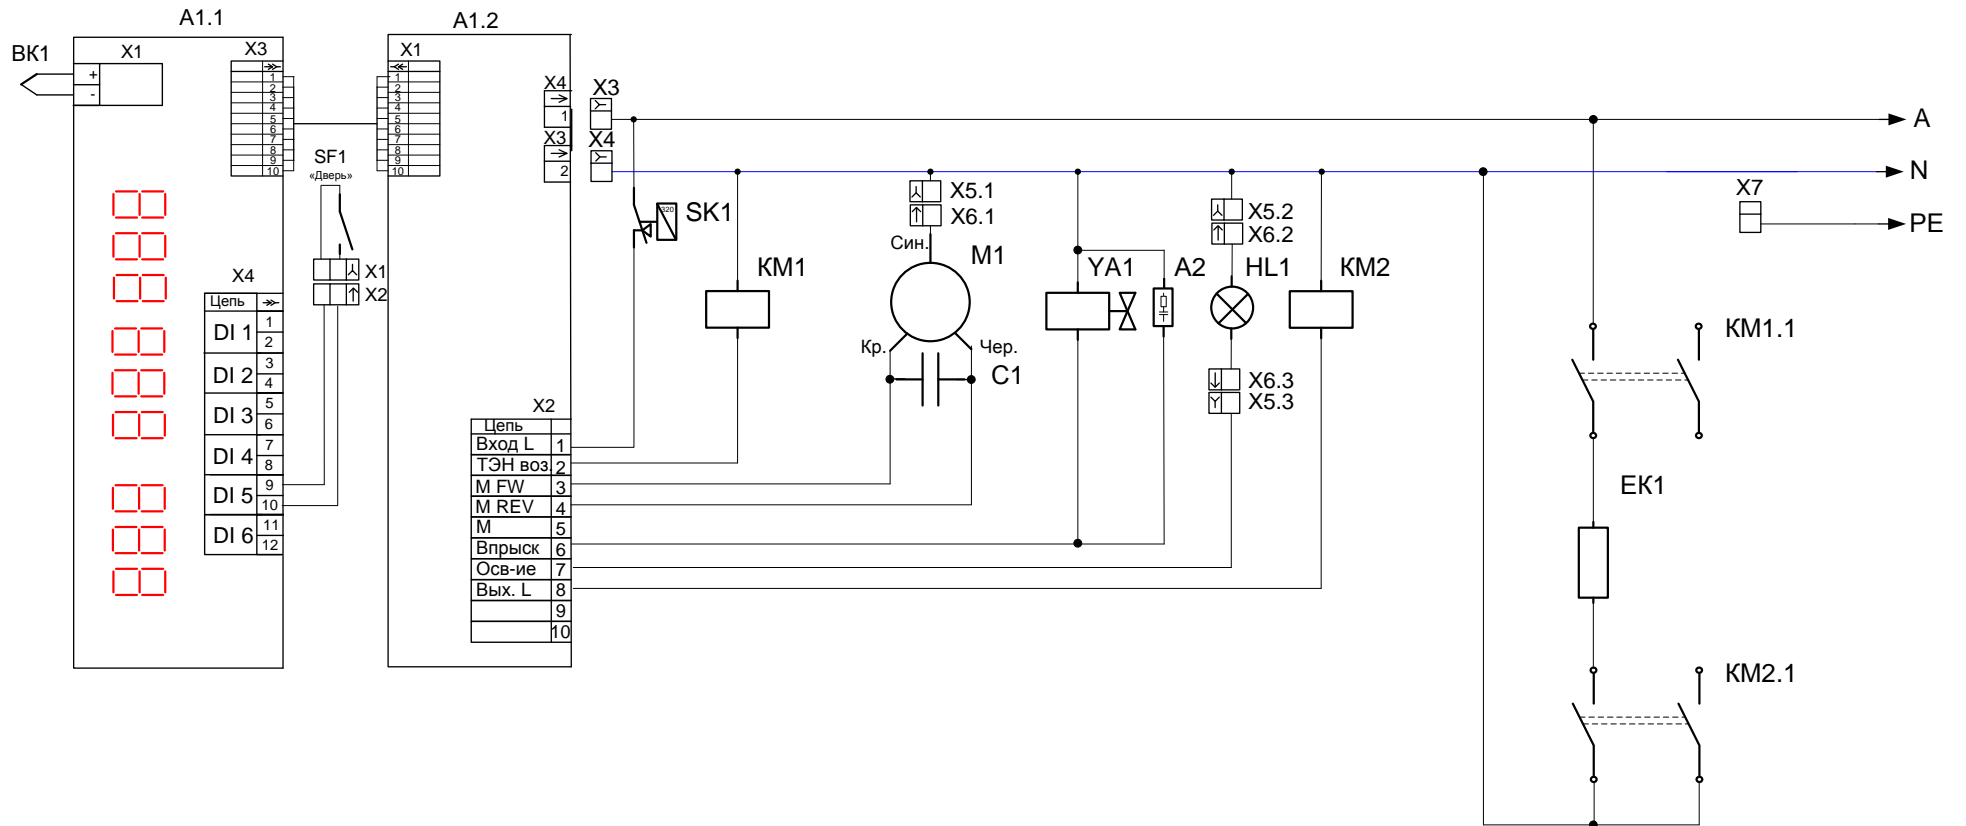 A1.1
A1.2
BK1
X1
+
-
X3
1
2
3
4
5
6
7
8
9
10
X1
1
2
3
4
5
6
7
8
9
10
SF1
«Дверь»
X1
X2
X4
1
X3
2
X3
X4
A
N
X7
PE
SK1
320
KM1
X5.1
X6.1
Син.
M1
Кр.
Чер.
C1
YA1
A2
X5.2
X6.2
HL1
X6.3
X5.3
KM2
KM1.1
EK1
KM2.1
X4
Цепь
DI 1
1
2
DI 2
3
4
DI 3
5
6
DI 4
7
8
DI 5
9
10
DI 6
11
12
X2
Цепь
Вход L 1
ТЭН воз. 2
M FW 3
M REV 4
M 5
Впрыск 6
Осв-ие 7
Вых. L 8
9
10